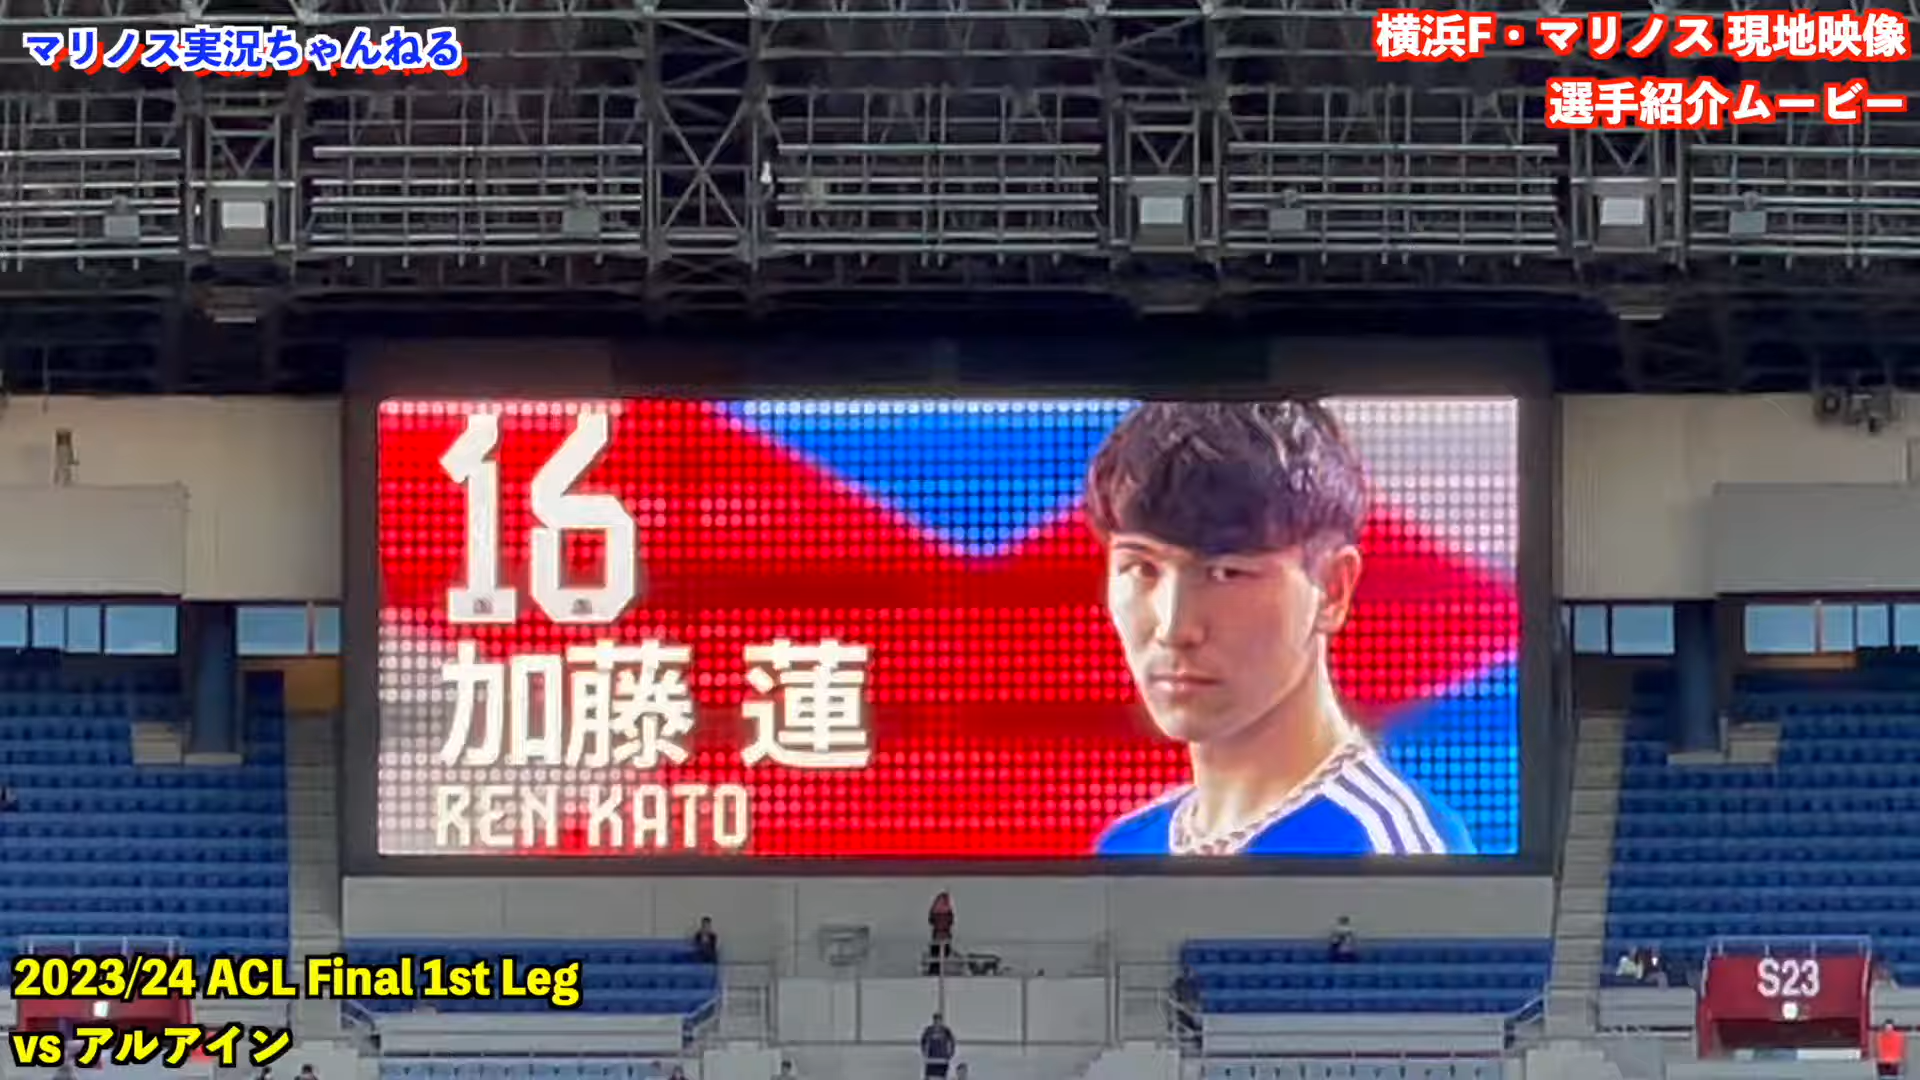 マリノス実況ちゃんねる
横浜F・マリノス 現地映像
選手紹介ムービー
16
加藤 蓮
REN KATO
S23
2023/24 ACL Final 1st Leg
vs アルアイン